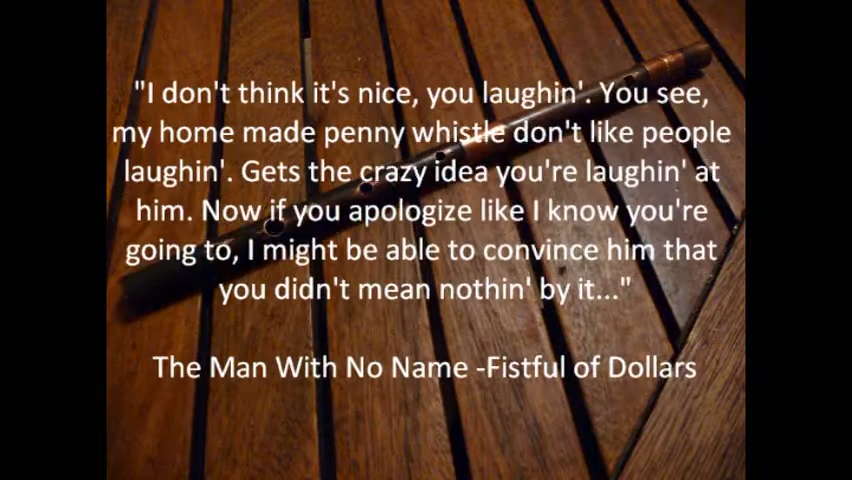 "I don't think it's nice, you laughin'. You see,
my home made penny whistle don't like people
laughin'. Gets the crazy idea you're laughin' at
him. Now if you apologize like I know you're
going to, I might be able to convince him that
you didn't mean nothin' by it..."
The Man With No Name -Fistful of Dollars